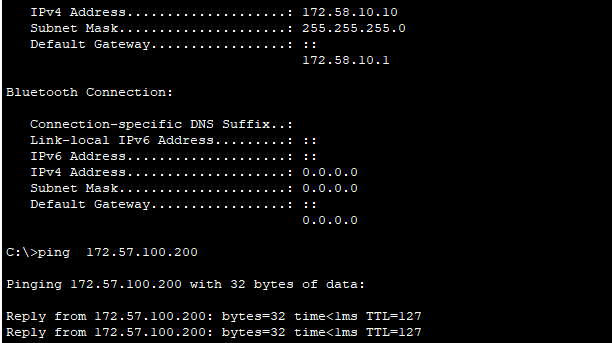 IPv4 Address....................: 172.58.10.10
Subnet Mask.....................: 255.255.255.0
Default Gateway.................: ::
172.58.10.1
Bluetooth Connection:
Connection-specific DNS Suffix..:
Link-local IPv6 Address.........: ::
IPv6 Address....................: ::
IPv4 Address....................: 0.0.0.0
Subnet Mask.....................: 0.0.0.0
Default Gateway.................: ::
0.0.0.0
C:\>ping  172.57.100.200
Pinging 172.57.100.200 with 32 bytes of data:
Reply from 172.57.100.200: bytes=32 time<1ms TTL=127
Reply from 172.57.100.200: bytes=32 time<1ms TTL=127